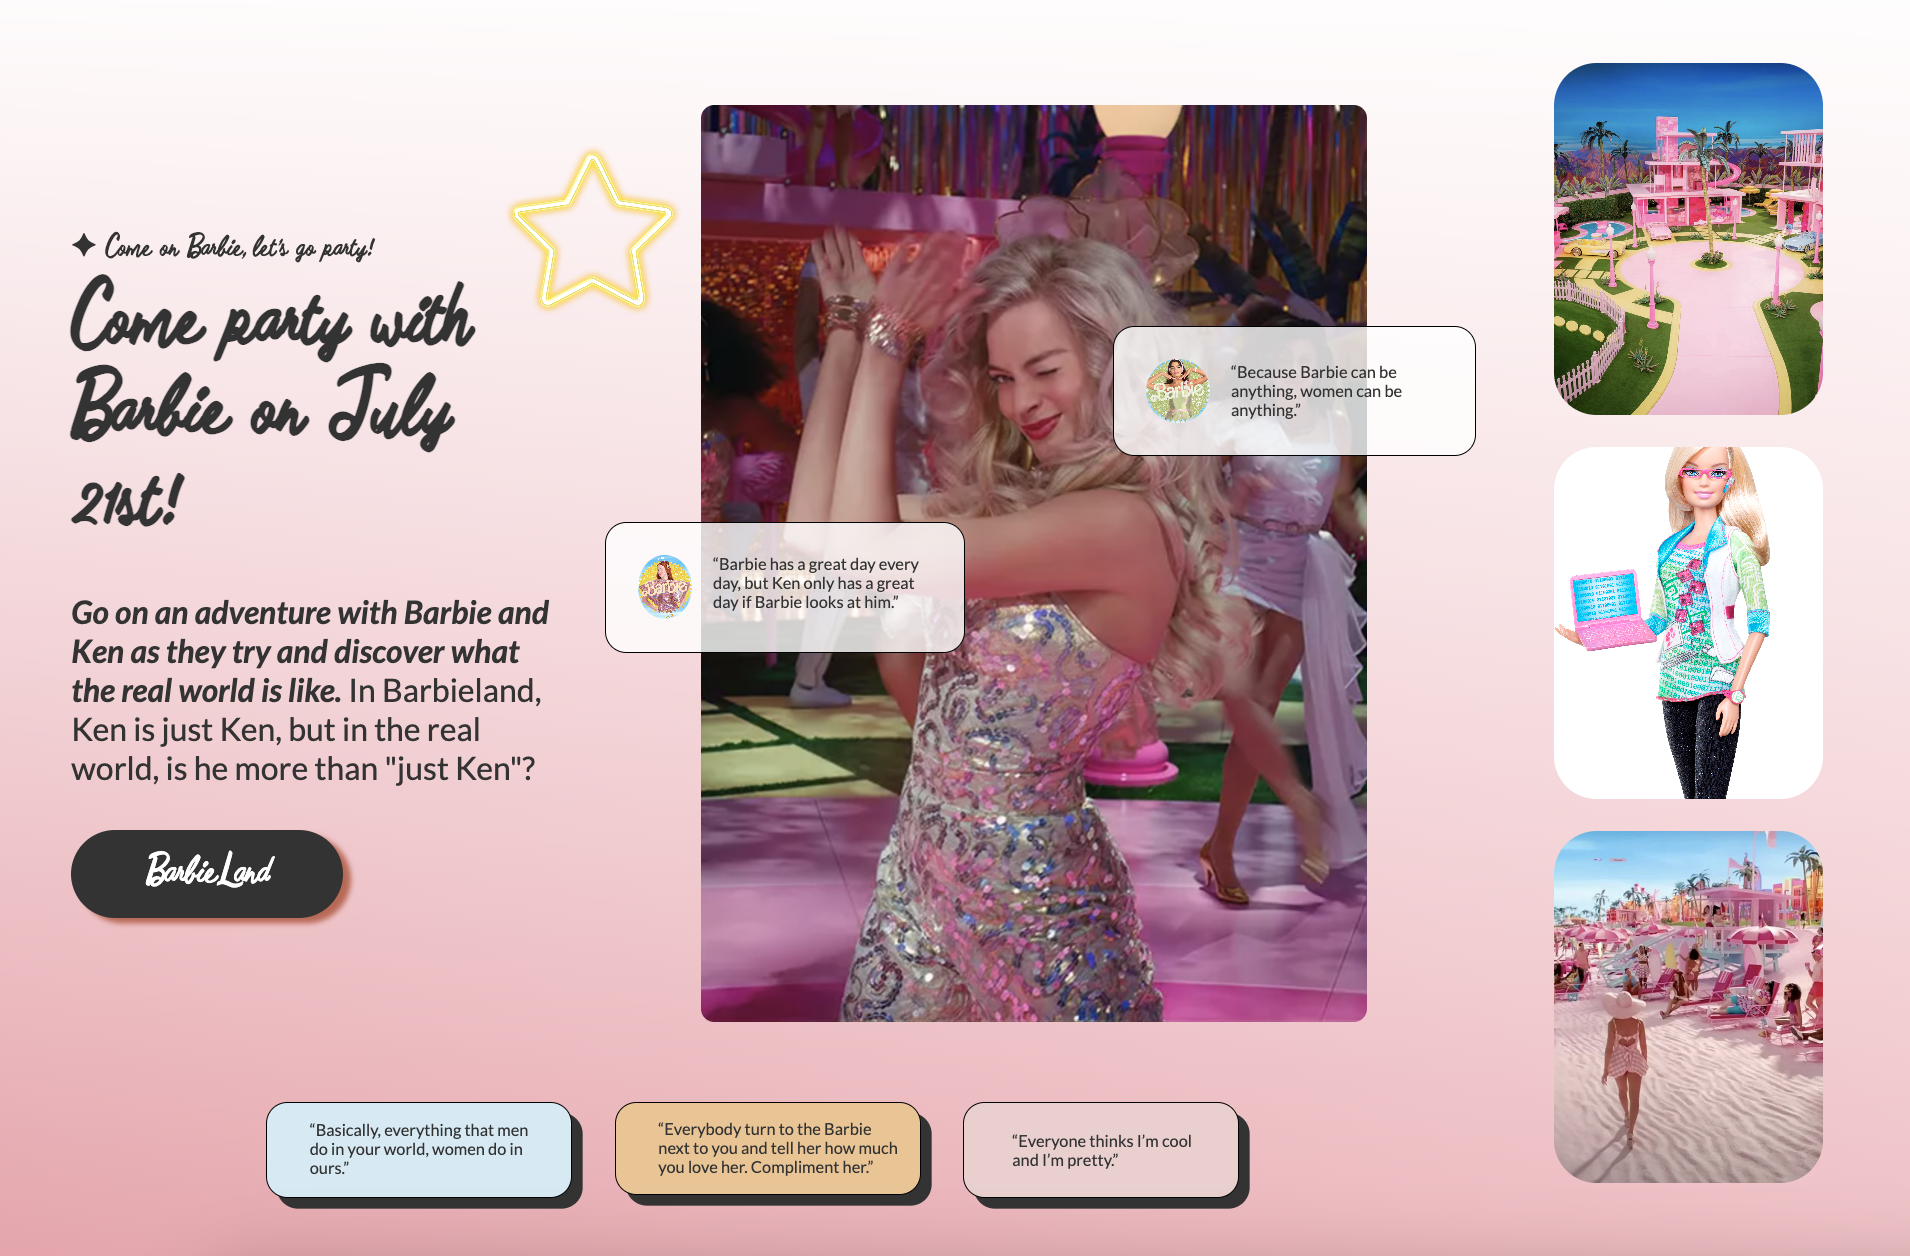 Come on Barbie, let's go party!
Come party with
Barbie on July
21st!
Go on an adventure with Barbie and
Ken as they try and discover what
the real world is like. In Barbieland,
Ken is just Ken, but in the real
world, is he more than "just Ken"?
BarbieLand
Barbie
“Barbie has a great day every
day, but Ken only has a great
day if Barbie looks at him.”
Barbie
“Because Barbie can be
anything, women can be
anything.”
“Basically, everything that men
do in your world, women do in
ours.”
“Everybody turn to the Barbie
next to you and tell her how much
you love her. Compliment her.”
“Everyone thinks I’m cool
and I’m pretty.”